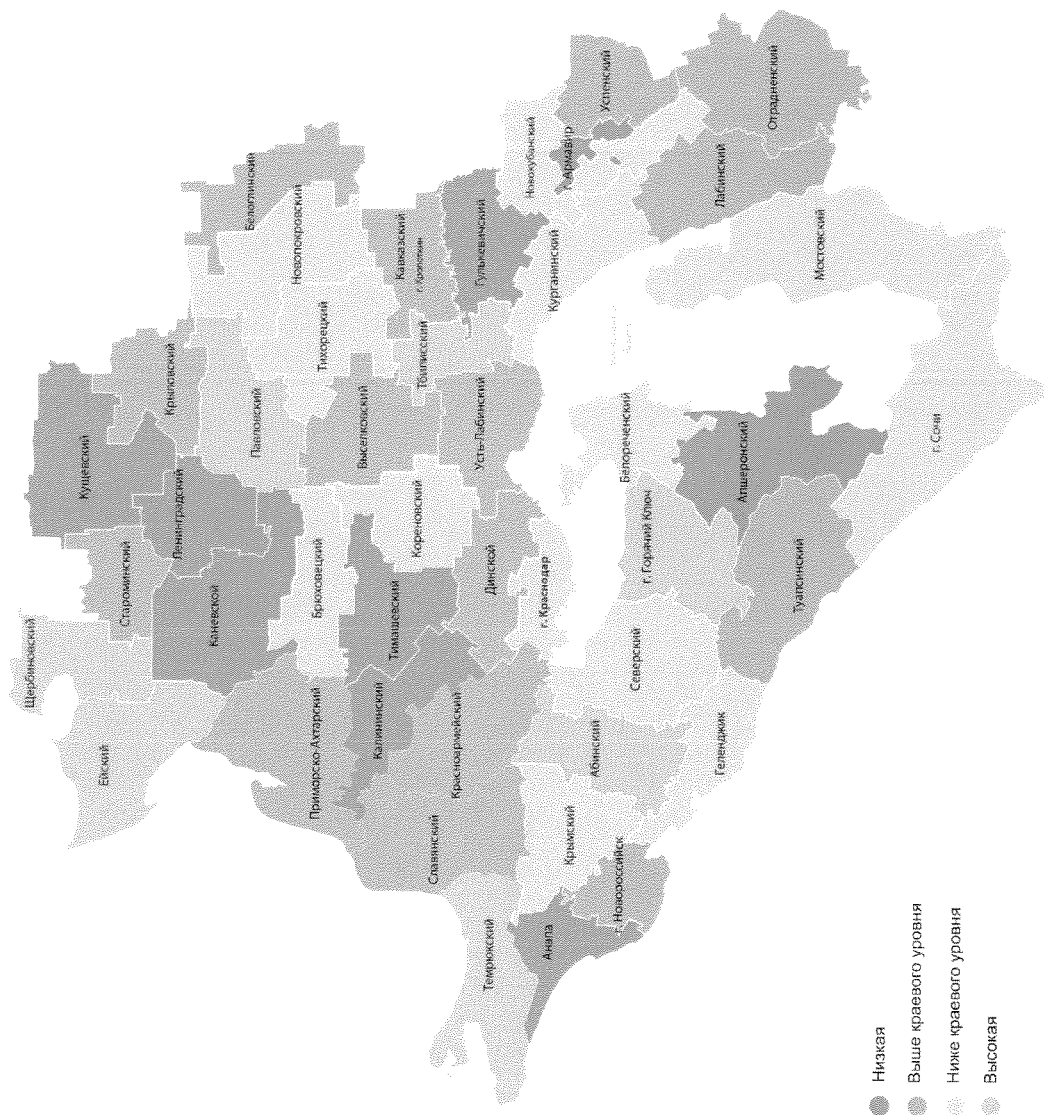 Щербиновский
Ейский
Староминский
Кущевский
Каневской
Ленинградский
Крыловский
Павловский
Белоглинский
Новопокровский
Тихорецкий
Брюховецкий
Приморско-Ахтарский
Тимашевский
Калининский
Кореновский
Выселковский
Кавказский
г. Кропоткин
Тбилисский
Гулькевичский
Усть-Лабинский
Динской
Красноармейский
Славянский
Темрюкский
Анапа
г. Новороссийск
Крымский
Абинский
Северский
г. Краснодар
Курганинский
Новокубанский
г. Армавир
Успенский
Отрадненский
Лабинский
Мостовский
Белореченский
г. Горячий Ключ
Апшеронский
Туапсинский
Геленджик
г. Сочи
Низкая
Выше краевого уровня
Ниже краевого уровня
Высокая